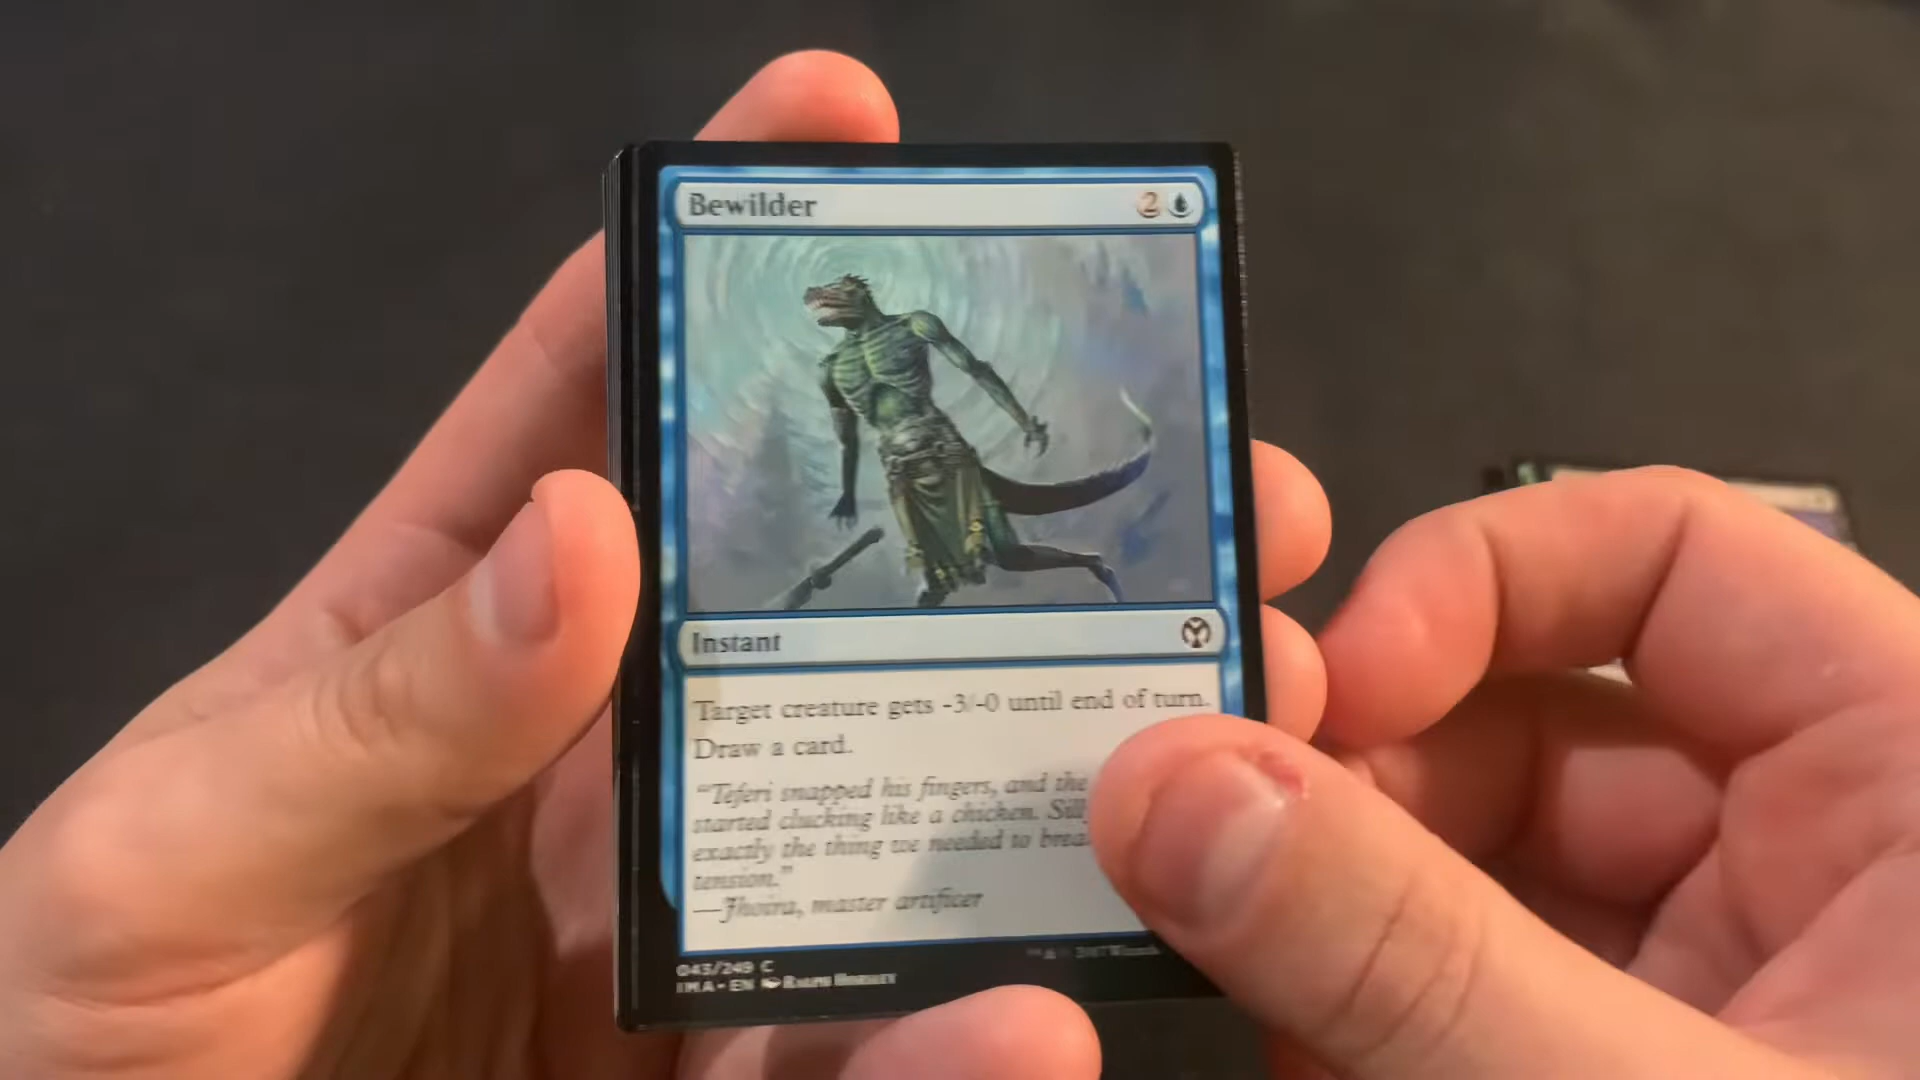 Bewilder 2
Instant
Target creature gets -3/-0 until end of turn.
Draw a card.
"Teferi snapped his fingers, and the
started clucking like a chicken.
exactly the thing we needed to
tension."
—Jhoira, master artificer
043/249 C
IMA • EN Ralph Horsley